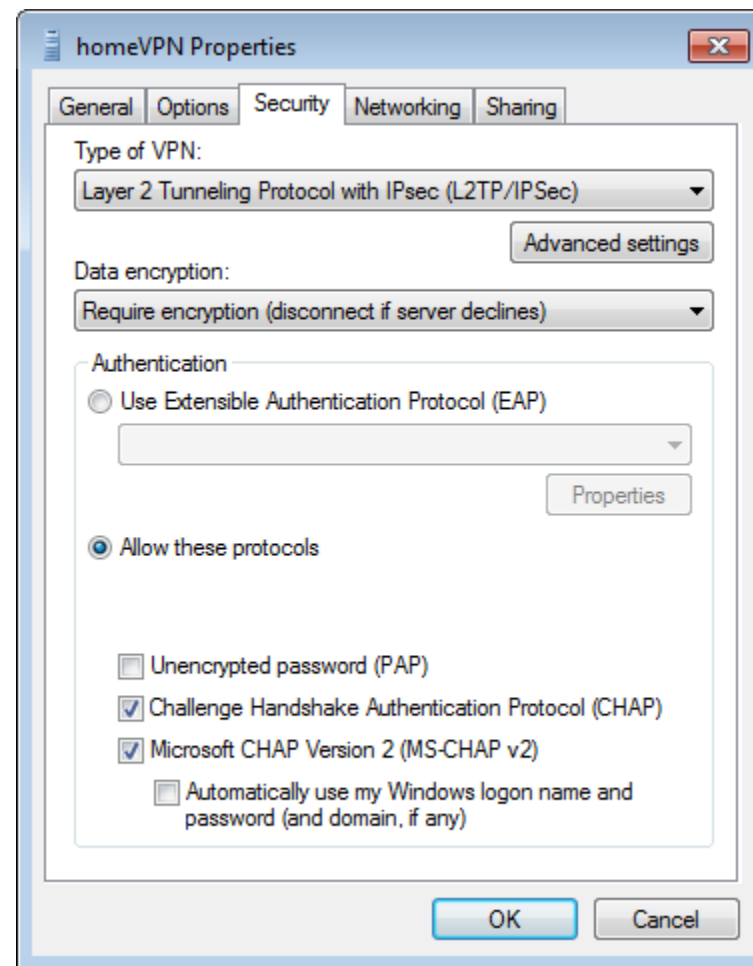 homeVPN Properties
General Options Security Networking Sharing
Type of VPN:
Layer 2 Tunneling Protocol with IPsec (L2TP/IPSec)
Advanced settings
Data encryption:
Require encryption (disconnect if server declines)
Authentication
Use Extensible Authentication Protocol (EAP)
Properties
Allow these protocols
Unencrypted password (PAP)
Challenge Handshake Authentication Protocol (CHAP)
Microsoft CHAP Version 2 (MS-CHAP v2)
Automatically use my Windows logon name and
password (and domain, if any)
OK Cancel